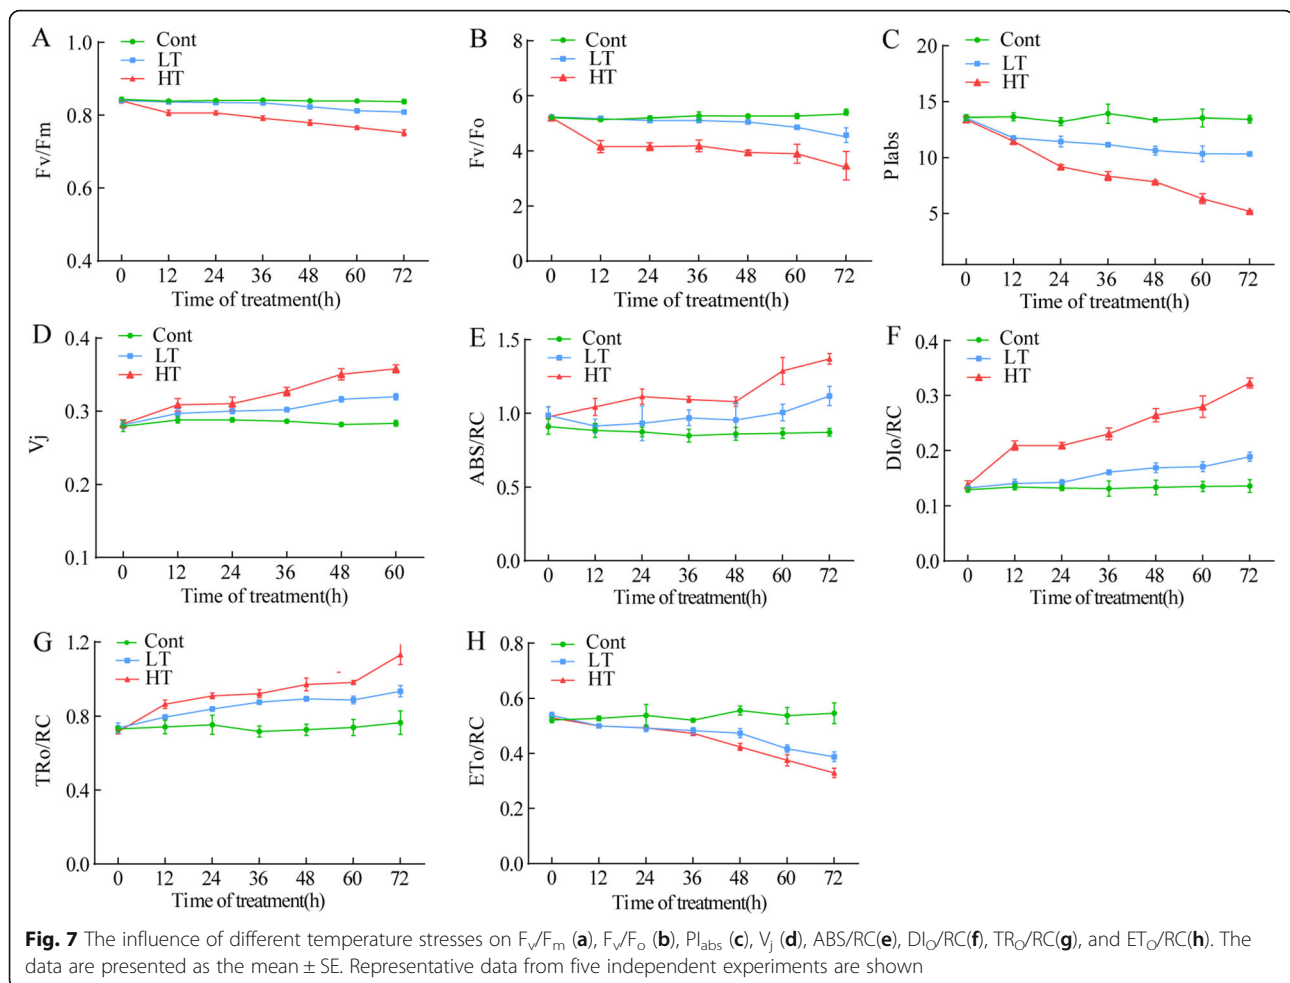 A
Cont
LT
HT
1.0
0.8
0.6
0.4
Fv/Fm
0 12 24 36 48 60 72
Time of treatment(h)
B
Cont
LT
HT
8
6
4
2
0
Fv/Fo
0 12 24 36 48 60 72
Time of treatment(h)
C
Cont
LT
HT
20
15
10
5
PIabs
0 12 24 36 48 60 72
Time of treatment(h)
D
Cont
LT
HT
0.4
0.3
0.2
0.1
Vj
0 12 24 36 48 60
Time of treatment(h)
E
Cont
LT
HT
1.5
1.0
0.5
0.0
ABS/RC
0 12 24 36 48 60 72
Time of treatment(h)
F
Cont
LT
HT
0.4
0.3
0.2
0.1
0.0
DIo/RC
0 12 24 36 48 60 72
Time of treatment(h)
G
Cont
LT
HT
1.2
0.8
0.4
0.0
TRo/RC
0 12 24 36 48 60 72
Time of treatment(h)
H
Cont
LT
HT
0.8
0.6
0.4
0.2
0.0
ETo/RC
0 12 24 36 48 60 72
Time of treatment(h)
Fig. 7 The influence of different temperature stresses on Fv/Fm (a), Fv/Fo (b), PIabs (c), Vj (d), ABS/RC(e), DIO/RC(f), TRO/RC(g), and ETO/RC(h). The
data are presented as the mean ± SE. Representative data from five independent experiments are shown